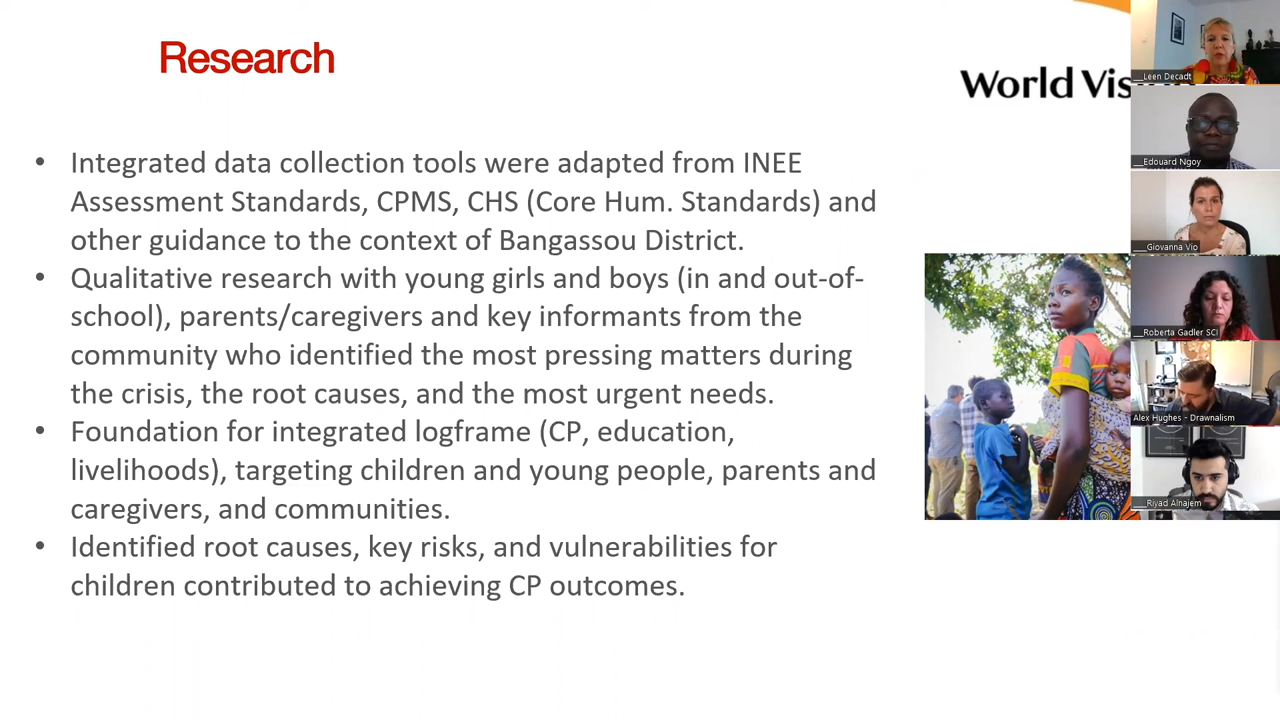 Research
World Vis
• Integrated data collection tools were adapted from INEE
Assessment Standards, CPMS, CHS (Core Hum. Standards) and
other guidance to the context of Bangassou District.
• Qualitative research with young girls and boys (in and out-of-
school), parents/caregivers and key informants from the
community who identified the most pressing matters during
the crisis, the root causes, and the most urgent needs.
• Foundation for integrated logframe (CP, education,
livelihoods), targeting children and young people, parents and
caregivers, and communities.
• Identified root causes, key risks, and vulnerabilities for
children contributed to achieving CP outcomes.
__Leen Decadt
__Edouard Ngoy
___Giovanna Vio
__Roberta Gadler SCI
Alex Hughes - Drawnalism
___Riyad Alnajem